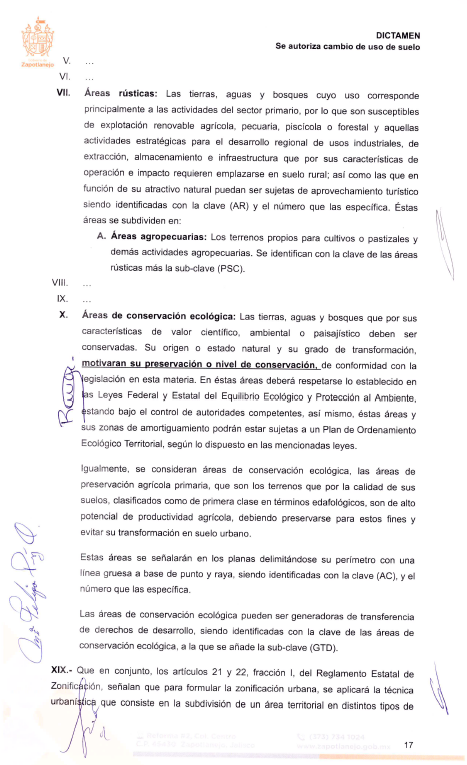 Zapotlanejo
DICTAMEN
Se autoriza cambio de uso de suelo
V. ...
VI. ...
VII. Áreas rústicas: Las tierras, aguas y bosques cuyo uso corresponde
principalmente a las actividades del sector primario, por lo que son susceptibles
de explotación renovable agrícola, pecuaria, piscícola o forestal y aquellas
actividades estratégicas para el desarrollo regional de usos industriales, de
extracción, almacenamiento e infraestructura que por sus características de
operación e impacto requieren emplazarse en suelo rural; así como las que en
función de su atractivo natural puedan ser sujetas de aprovechamiento turístico
siendo identificadas con la clave (AR) y el número que las específica. Éstas
áreas se subdividen en:
A. Áreas agropecuarias: Los terrenos propios para cultivos o pastizales y
demás actividades agropecuarias. Se identifican con la clave de las áreas
rústicas más la sub-clave (PSC).
VIII. ...
IX. ...
X. Áreas de conservación ecológica: Las tierras, aguas y bosques que por sus
características de valor científico, ambiental o paisajístico deben ser
conservadas. Su origen o estado natural y su grado de transformación,
motivaran su preservación o nivel de conservación, de conformidad con la
legislación en esta materia. En éstas áreas deberá respetarse lo establecido en
las Leyes Federal y Estatal del Equilibrio Ecológico y Protección al Ambiente,
estando bajo el control de autoridades competentes, así mismo, éstas áreas y
sus zonas de amortiguamiento podrán estar sujetas a un Plan de Ordenamiento
Ecológico Territorial, según lo dispuesto en las mencionadas leyes.
Igualmente, se consideran áreas de conservación ecológica, las áreas de
preservación agrícola primaria, que son los terrenos que por la calidad de sus
suelos, clasificados como de primera clase en términos edafológicos, son de alto
potencial de productividad agrícola, debiendo preservarse para estos fines y
evitar su transformación en suelo urbano.
Estas áreas se señalarán en los planas delimitándose su perímetro con una
línea gruesa a base de punto y raya, siendo identificadas con la clave (AC), y el
número que las específica.
Las áreas de conservación ecológica pueden ser generadoras de transferencia
de derechos de desarrollo, siendo identificadas con la clave de las áreas de
conservación ecológica, a la que se añade la sub-clave (GTD).
XIX.- Que en conjunto, los artículos 21 y 22, fracción I, del Reglamento Estatal de
Zonificación, señalan que para formular la zonificación urbana, se aplicará la técnica
urbanística que consiste en la subdivisión de un área territorial en distintos tipos de
17